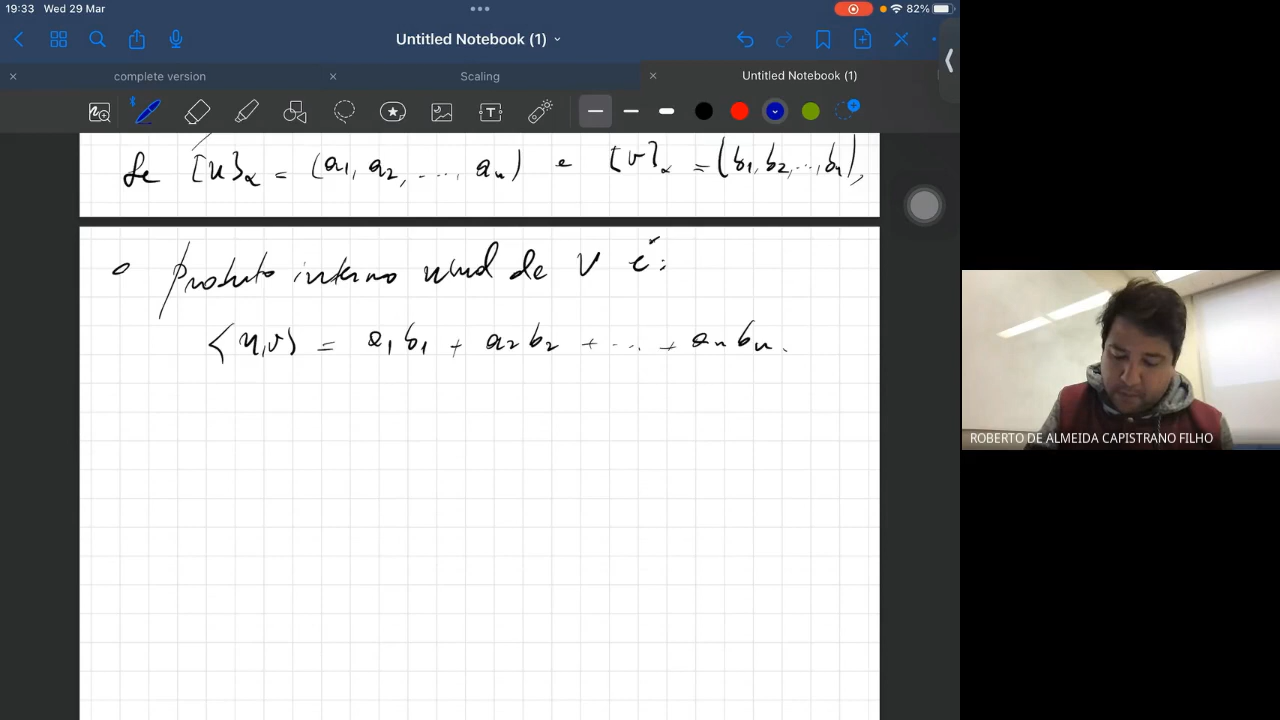 19:33 Wed 29 Mar
82%
Untitled Notebook (1)
complete version
Scaling
Untitled Notebook (1)
Se [u]α = (a1, a2, ..., an) e [v]α = (b1, b2, ..., bn),
o produto interno usual de V é:
⟨u,v⟩ = a1b1 + a2b2 + ... + anbn.
ROBERTO DE ALMEIDA CAPISTRANO FILHO